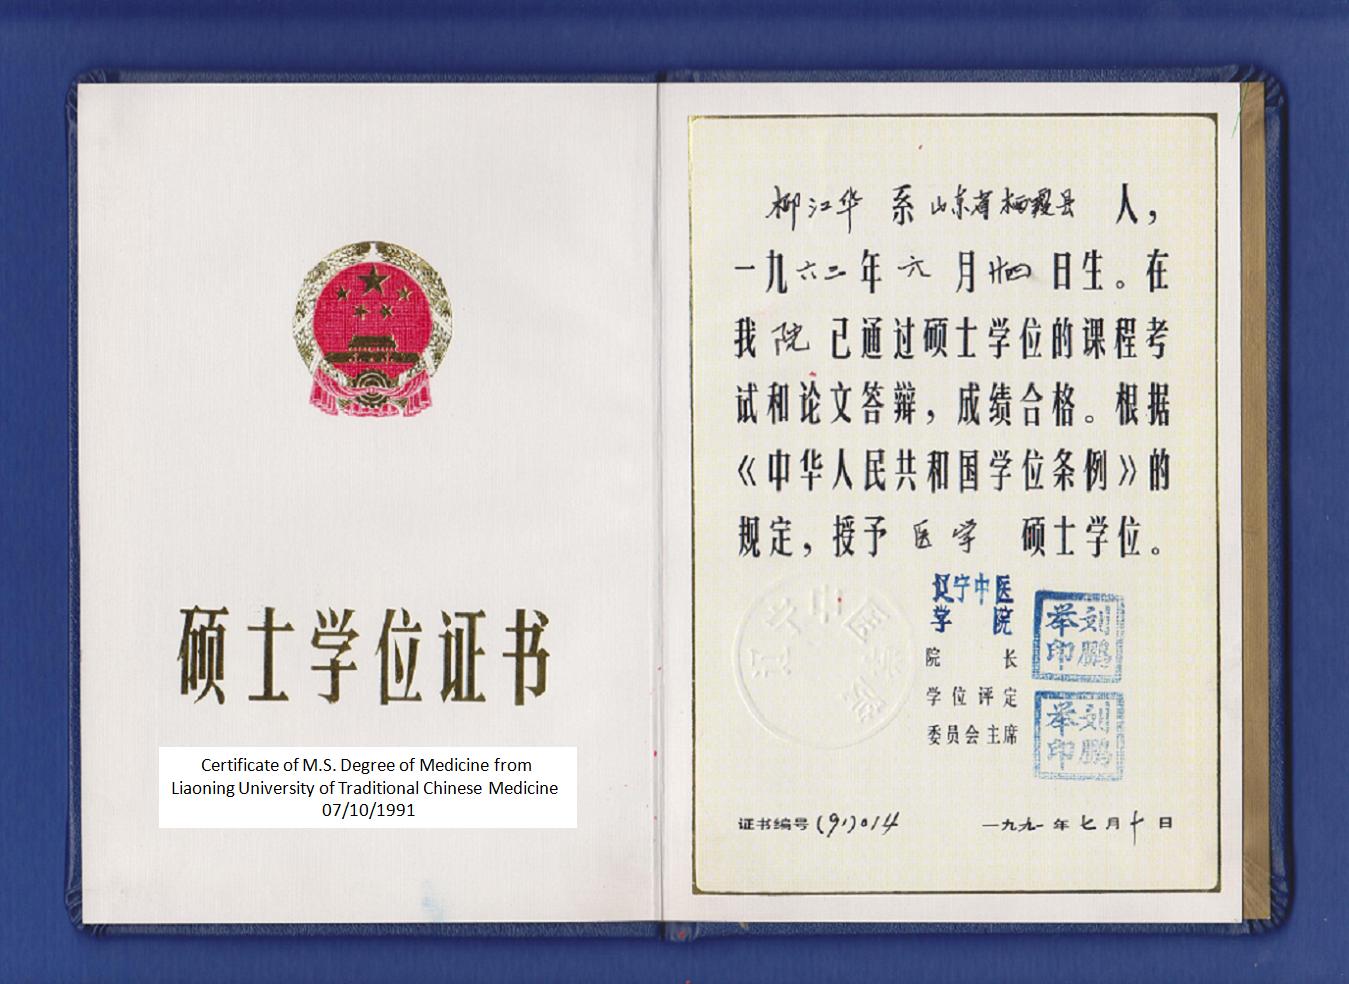 硕士学位证书
Certificate of M.S. Degree of Medicine from
Liaoning University of Traditional Chinese Medicine
07/10/1991
柳江华 系 山东省栖霞县 人，
一九六二年六月廿四日生。在
我院已通过硕士学位的课程考
试和论文答辩，成绩合格。根据
《中华人民共和国学位条例》的
规定，授予 医学 硕士学位。
辽宁中医
学院
院长
学位评定
委员会主席
刘鹏举印
刘鹏举印
证书编号(91)014
一九九一年七月十日